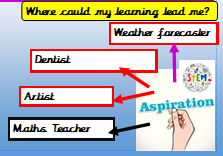 Where could my learning lead me?
Weather forecaster
Dentist
STEM
Artist
Aspiration
Maths Teacher